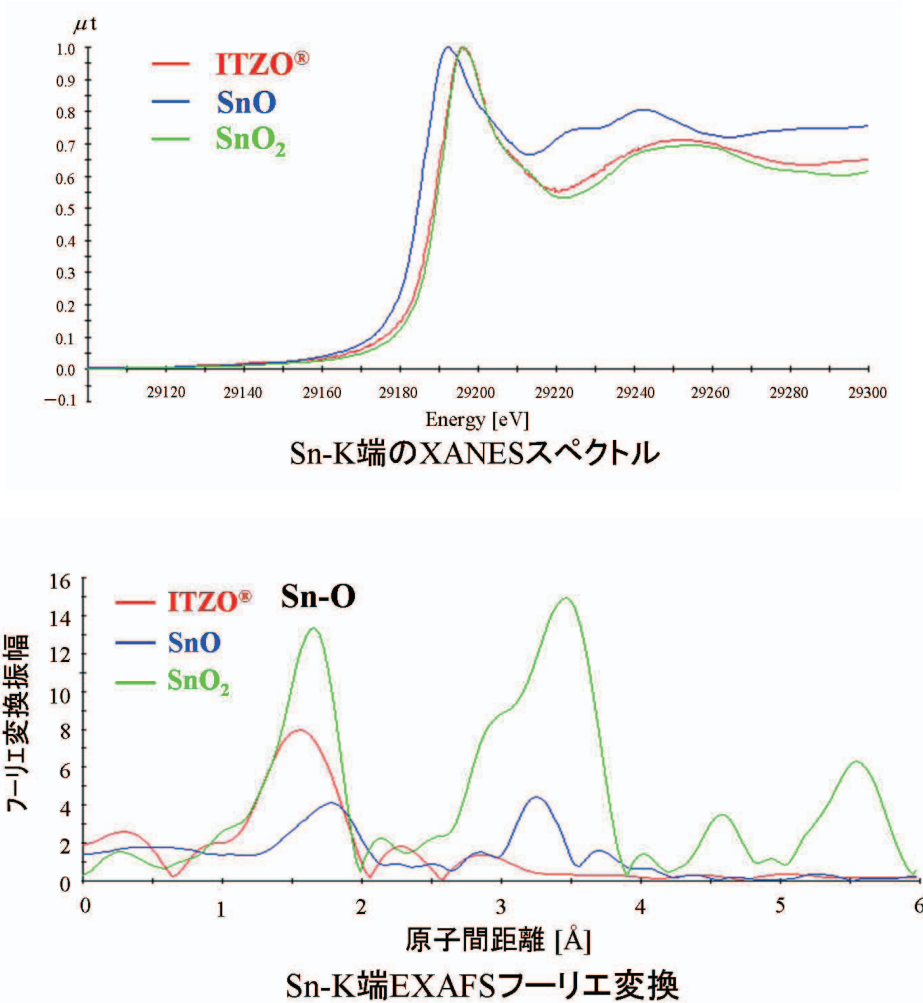 μt
1.0
0.9
0.8
0.7
0.6
0.5
0.4
0.3
0.2
0.1
0.0
−0.1
ITZO®
SnO
SnO₂
29120 29140 29160 29180 29200 29220 29240 29260 29280 29300
Energy [eV]
Sn-K端のXANESスペクトル
16
14
12
10
8
6
4
2
0
フーリエ変換振幅
ITZO®
SnO
SnO₂
Sn-O
0 1 2 3 4 5 6
原子間距離 [Å]
Sn-K端EXAFSフーリエ変換